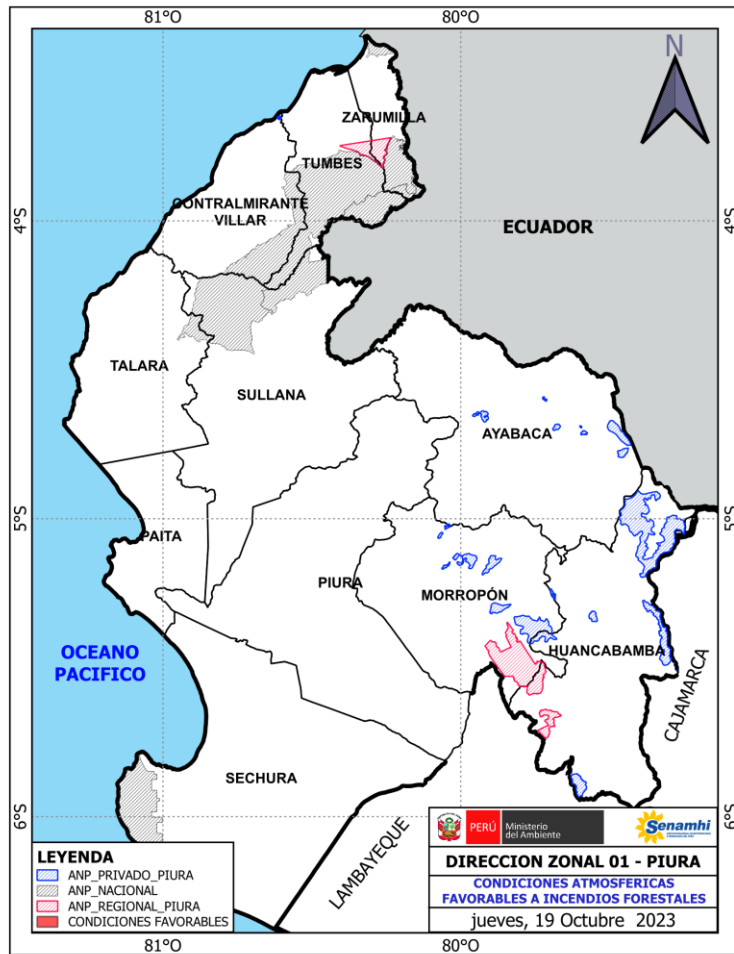 81°O
80°O
N
ZARUMILLA
TUMBES
CONTRALMIRANTE
VILLAR
4°S
4°S
ECUADOR
TALARA
SULLANA
AYABACA
5°S
5°S
PAITA
PIURA
MORROPÓN
HUANCABAMBA
OCEANO
PACIFICO
CAJAMARCA
SECHURA
LAMBAYEQUE
6°S
6°S
LEYENDA
ANP_PRIVADO_PIURA
ANP_NACIONAL
ANP_REGIONAL_PIURA
CONDICIONES FAVORABLES
PERÚ
Ministerio
del Ambiente
Senamhi
DIRECCION ZONAL 01 - PIURA
CONDICIONES ATMOSFERICAS
FAVORABLES A INCENDIOS FORESTALES
jueves, 19 Octubre 2023
81°O
80°O